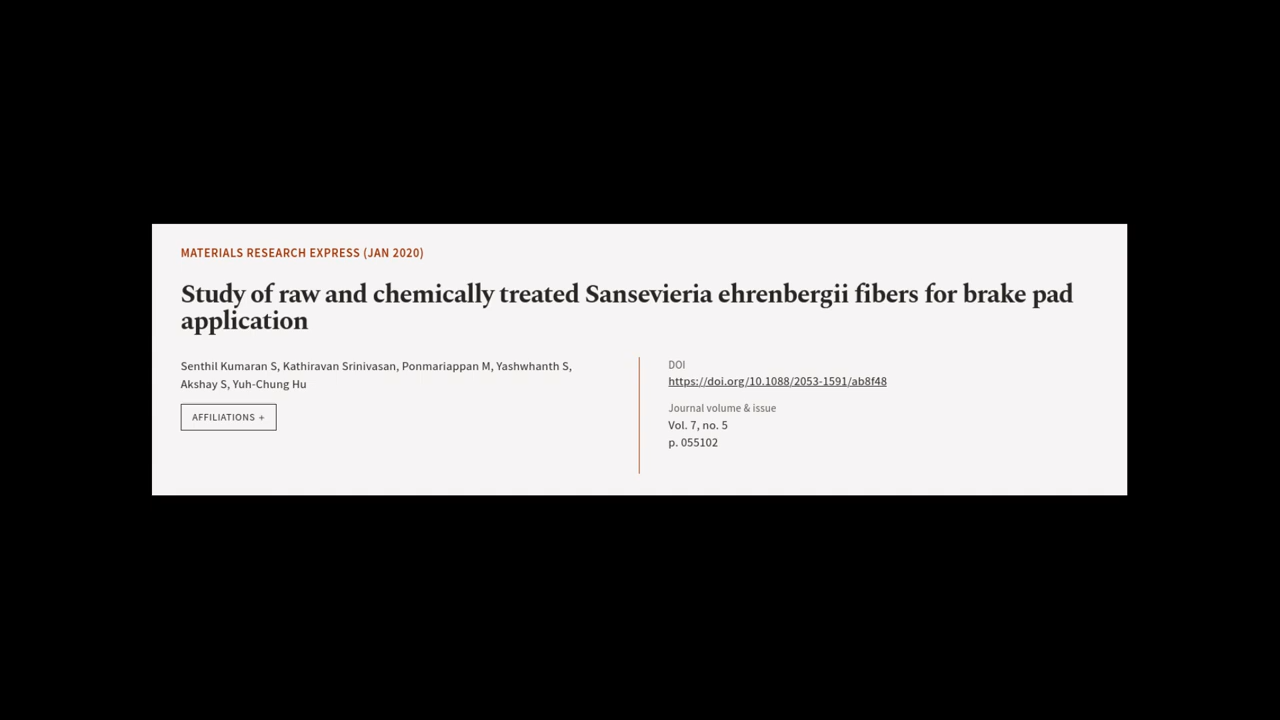 MATERIALS RESEARCH EXPRESS (JAN 2020)
Study of raw and chemically treated Sansevieria ehrenbergii fibers for brake pad
application
Senthil Kumaran S, Kathiravan Srinivasan, Ponmariappan M, Yashwhanth S,
Akshay S, Yuh-Chung Hu
AFFILIATIONS +
DOI
https://doi.org/10.1088/2053-1591/ab8f48
Journal volume & issue
Vol. 7, no. 5
p. 055102